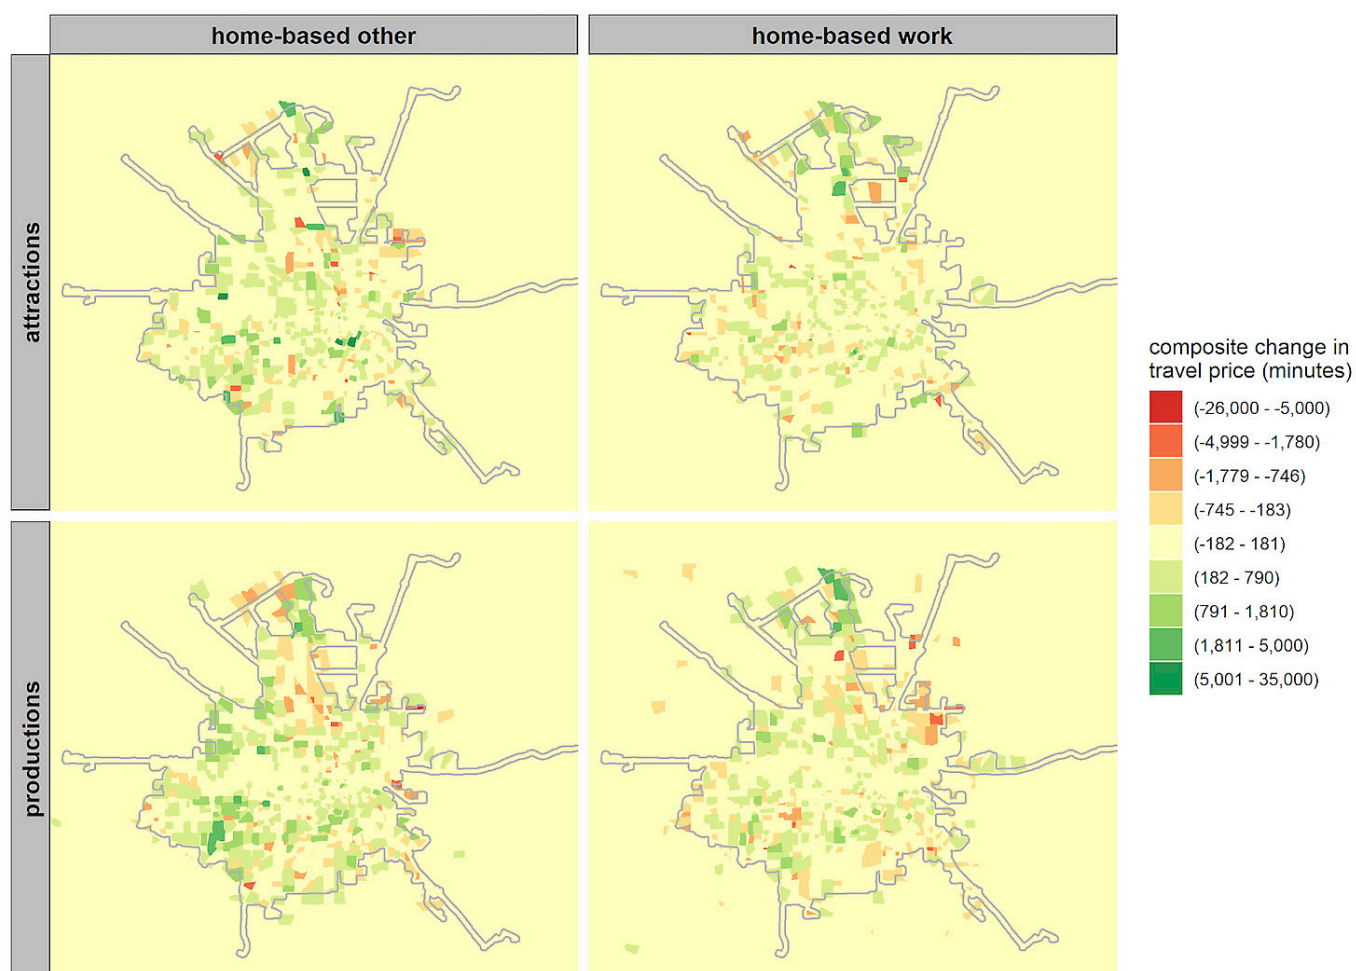 home-based other
home-based work
attractions
productions
composite change in
travel price (minutes)
(-26,000 - -5,000)
(-4,999 - -1,780)
(-1,779 - -746)
(-745 - -183)
(-182 - 181)
(182 - 790)
(791 - 1,810)
(1,811 - 5,000)
(5,001 - 35,000)